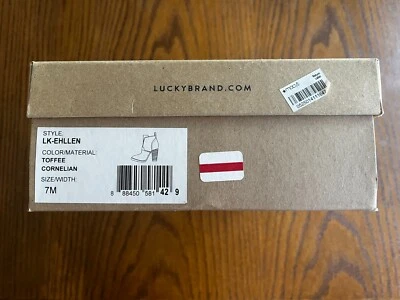 LUCKYBRAND.COM
STYLE:
LK-EHLLEN
COLOR/MATERIAL:
TOFFEE
CORNELIAN
SIZE/WIDTH:
7M
8 88450 581 42 9